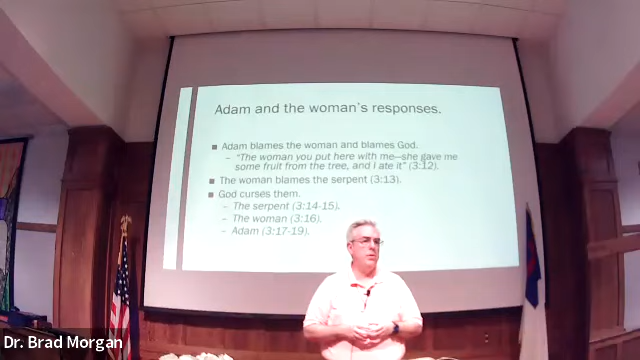 Adam and the woman's responses.
Adam blames the woman and blames God.
– "The woman you put here with me--she gave me
some fruit from the tree, and I ate it" (3:12).
The woman blames the serpent (3:13).
God curses them.
– The serpent (3:14-15).
– The woman (3:16).
– Adam (3:17-19).
Dr. Brad Morgan